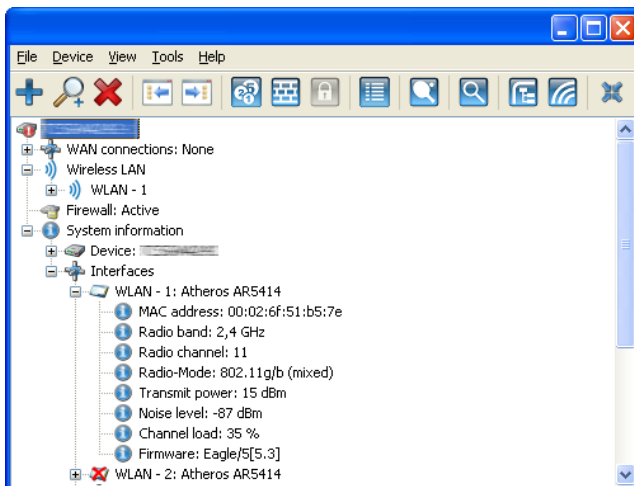 File Device View Tools Help
WAN connections: None
Wireless LAN
WLAN - 1
Firewall: Active
System information
Device:
Interfaces
WLAN - 1: Atheros AR5414
MAC address: 00:02:6f:51:b5:7e
Radio band: 2,4 GHz
Radio channel: 11
Radio-Mode: 802.11g/b (mixed)
Transmit power: 15 dBm
Noise level: -87 dBm
Channel load: 35 %
Firmware: Eagle/5[5.3]
WLAN - 2: Atheros AR5414